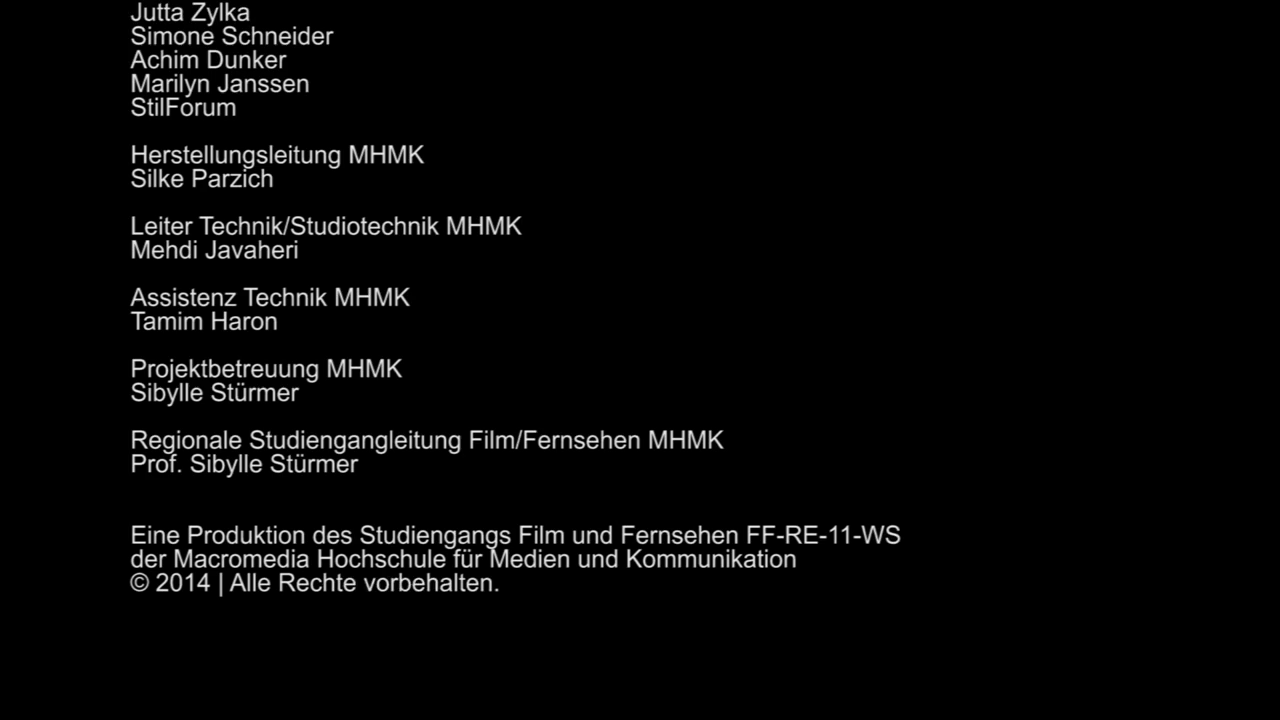 Jutta Zylka
Simone Schneider
Achim Dunker
Marilyn Janssen
StilForum
Herstellungsleitung MHMK
Silke Parzich
Leiter Technik/Studiotechnik MHMK
Mehdi Javaheri
Assistenz Technik MHMK
Tamim Haron
Projektbetreuung MHMK
Sibylle Stürmer
Regionale Studiengangleitung Film/Fernsehen MHMK
Prof. Sibylle Stürmer
Eine Produktion des Studiengangs Film und Fernsehen FF-RE-11-WS
der Macromedia Hochschule für Medien und Kommunikation
© 2014 | Alle Rechte vorbehalten.